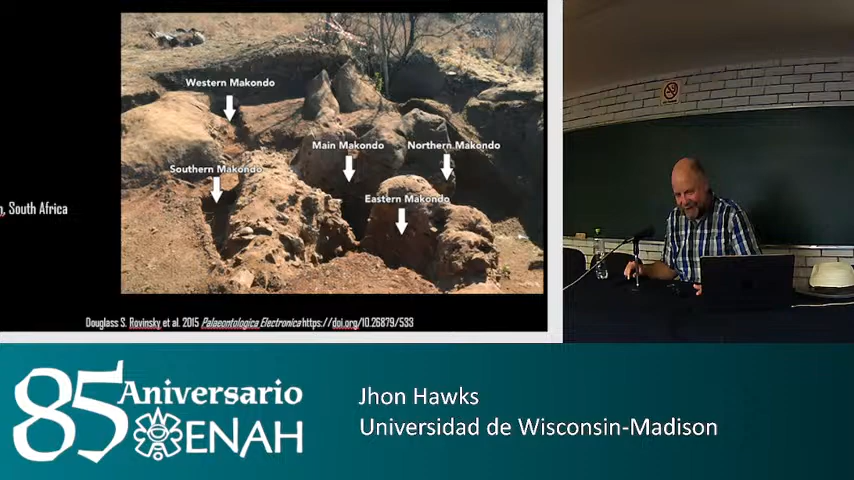 Western Makondo
Main Makondo
Northern Makondo
Southern Makondo
Eastern Makondo
, South Africa
Douglass S. Rovinsky et al. 2015 Palaeontologica Electronica https://doi.org/10.26879/533
85 Aniversario
ENAH
Jhon Hawks
Universidad de Wisconsin-Madison